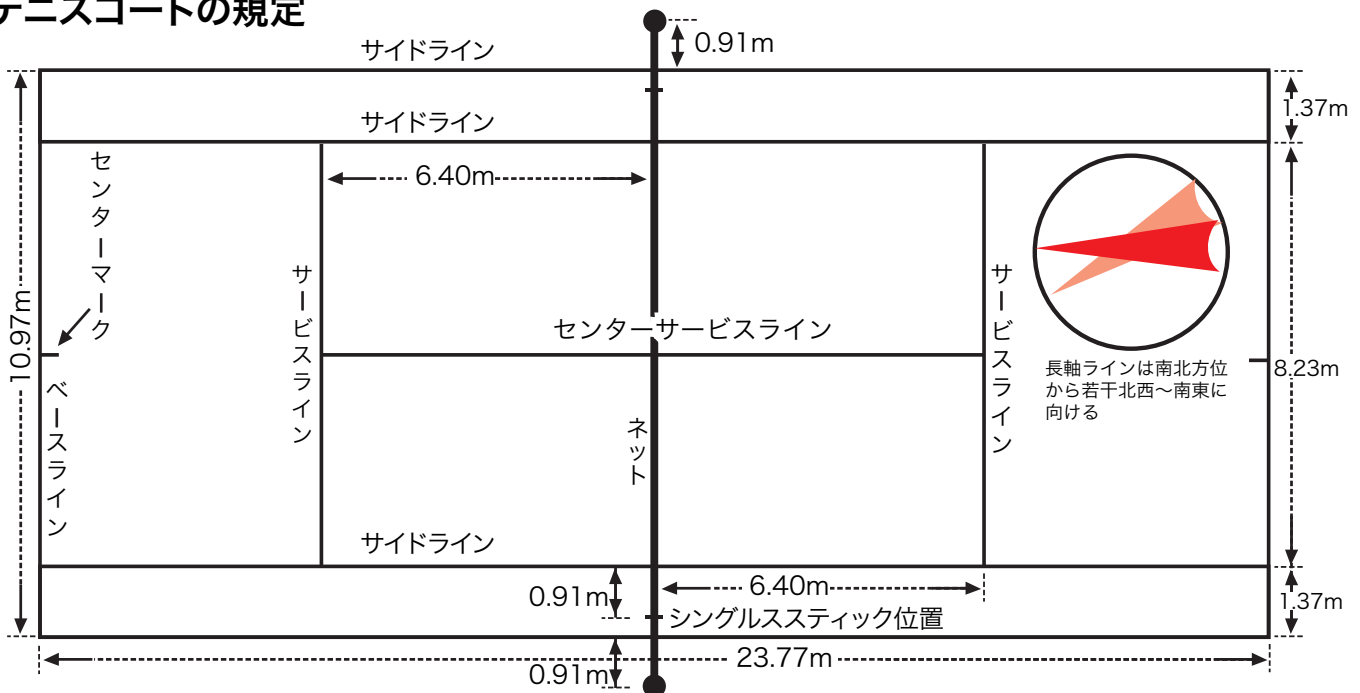 テニスコートの規定
0.91m
サイドライン
1.37m
サイドライン
センターマーク
6.40m
サービスライン
サービスライン
センターサービスライン
10.97m
長軸ラインは南北方位
から若干北西～南東に
向ける
8.23m
ベースライン
ネット
サイドライン
0.91m
6.40m
1.37m
シングルススティック位置
23.77m
0.91m